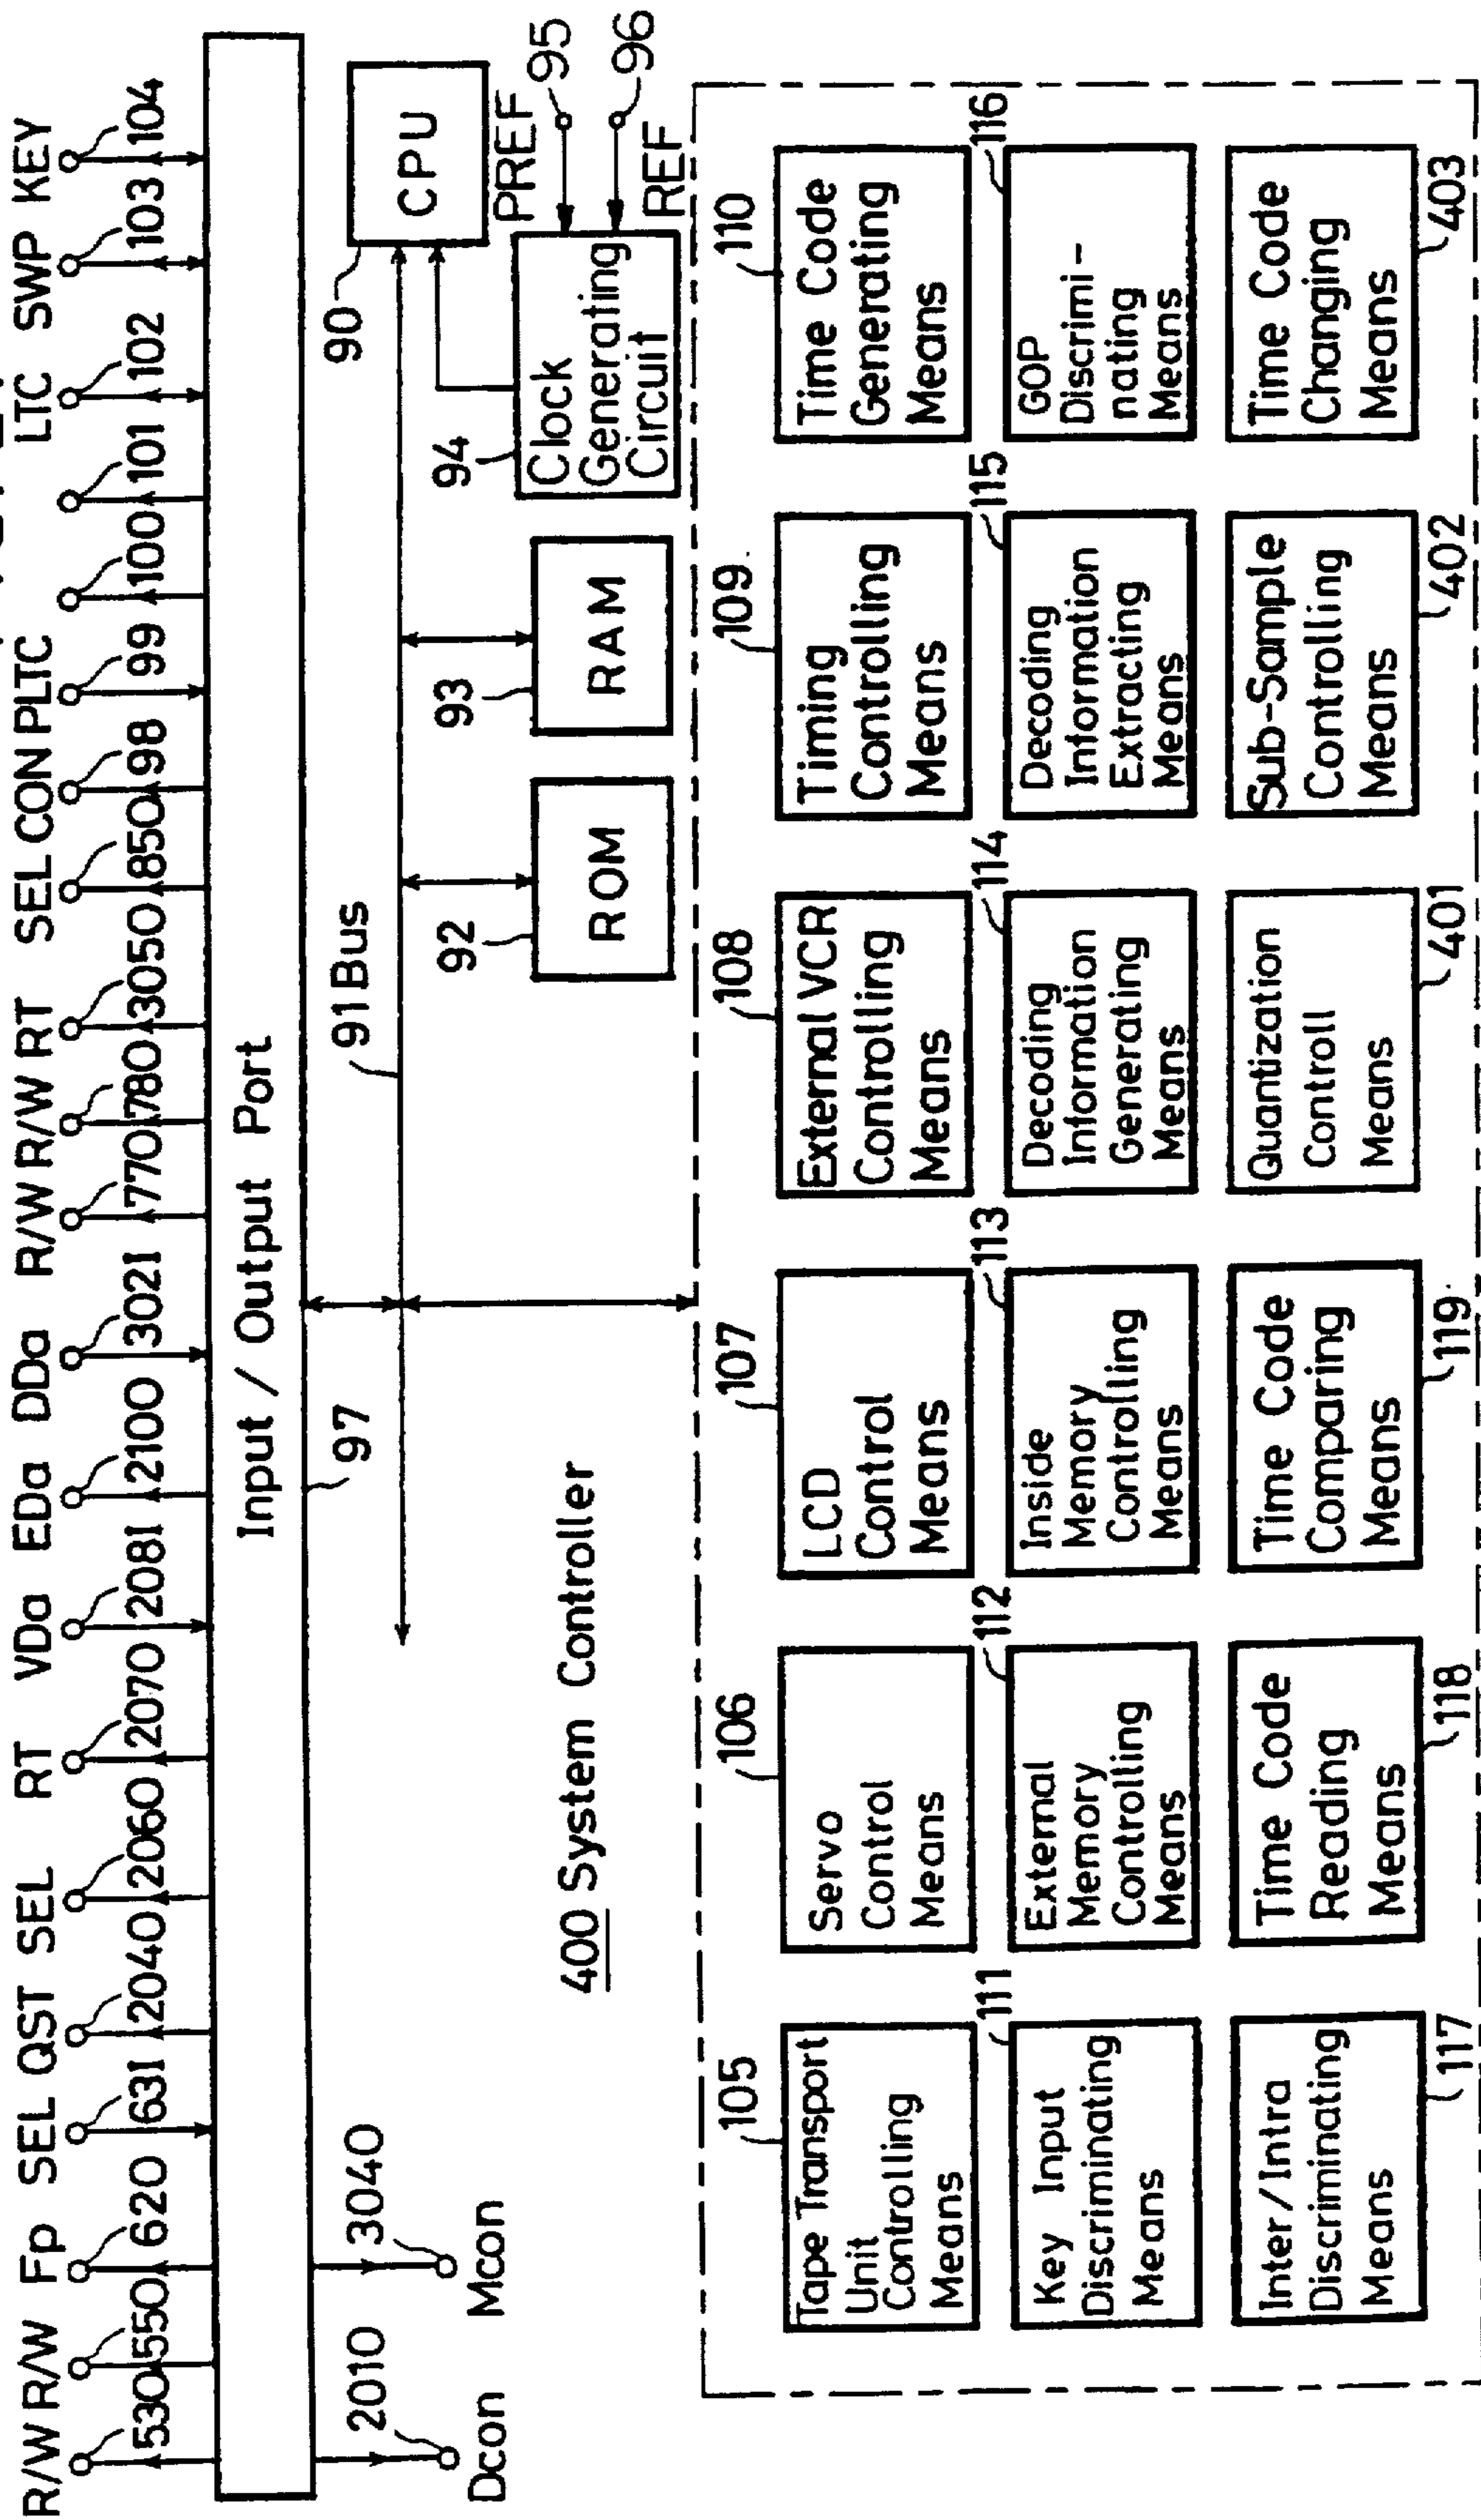 R/W R/W Fp SEL QST SEL RT VDa EDa DDa R/W R/W RT SEL CON PLTC LTC SWP KEY
530 550 620 631 2040 2060 2070 2081 2100 3021 770 780 3050 850 98 99 100 101 102 103 104
Input / Output Port
2010
3040
97
91 Bus
90
CPU
Dcon
Mcon
PREF
95
96
REF
400 System Controller
92
ROM
93
RAM
94
Clock
Generating
Circuit
105
Tape Transport
Unit
Controlling
Means
106
Servo
Control
Means
107
LCD
Control
Means
108
External VCR
Controlling
Means
109
Timing
Controlling
Means
110
Time Code
Generating
Means
111
Key Input
Discriminating
Means
112
External
Memory
Controlling
Means
113
Inside
Memory
Controlling
Means
114
Decoding
Information
Generating
Means
115
Decoding
Information
Extracting
Means
116
GOP
Discrimi-
nating
Means
Inter/Intra
Discriminating
Means
117
Time Code
Reading
Means
118
Time Code
Comparing
Means
119
Quantization
Controll
Means
401
Sub-Sample
Controlling
Means
402
Time Code
Changing
Means
403